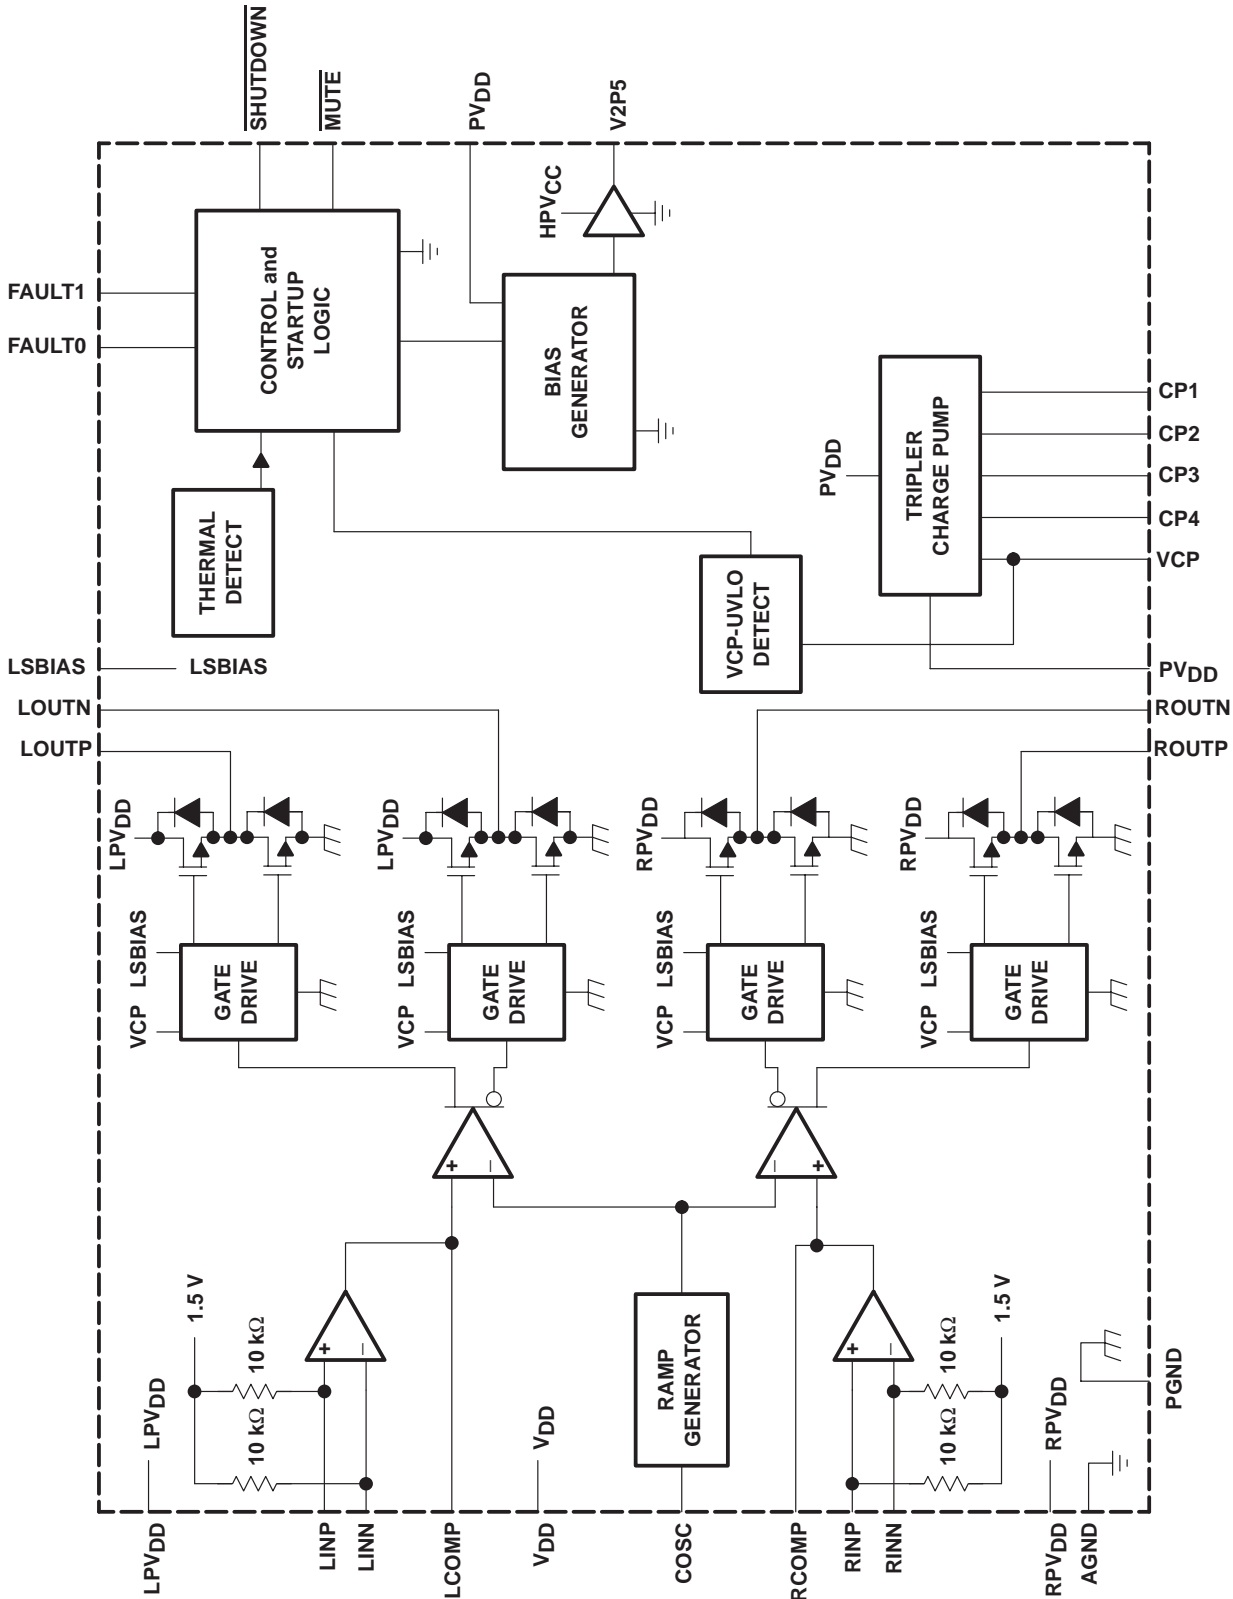 SHUTDOWN
MUTE
PVDD
V2P5
HPVCC
FAULT1
FAULT0
CONTROL and
STARTUP
LOGIC
BIAS
GENERATOR
THERMAL
DETECT
PVDD
TRIPLER
CHARGE PUMP
CP1
CP2
CP3
CP4
VCP
VCP-UVLO
DETECT
LSBIAS
LSBIAS
PVDD
LOUTN
ROUTN
LOUTP
ROUTP
LPVDD
LPVDD
RPVDD
RPVDD
VCP
LSBIAS
GATE
DRIVE
VCP
LSBIAS
GATE
DRIVE
VCP
LSBIAS
GATE
DRIVE
VCP
LSBIAS
GATE
DRIVE
+
−
−
+
1.5 V
10 kΩ
10 kΩ
+
−
RAMP
GENERATOR
+
−
10 kΩ
10 kΩ
1.5 V
LPVDD
VDD
RPVDD
PGND
LPVDD
LINP
LINN
LCOMP
VDD
COSC
RCOMP
RINP
RINN
RPVDD
AGND